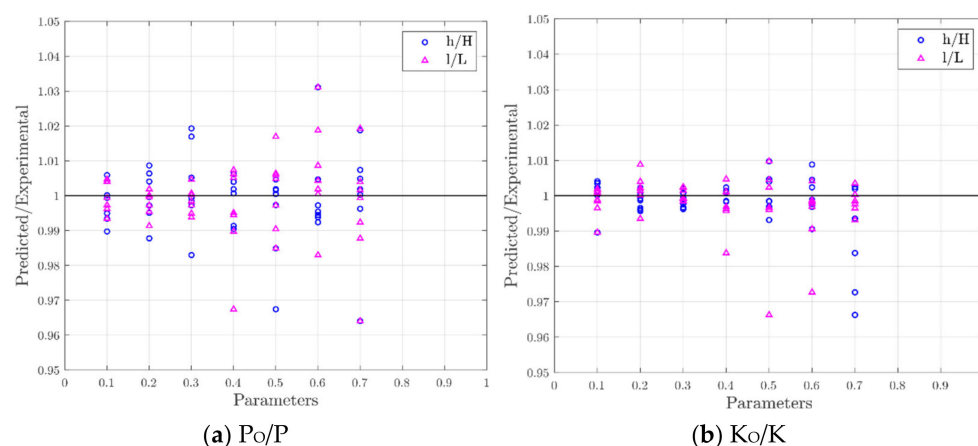 1.05
1.04
1.03
1.02
1.01
1
0.99
0.98
0.97
0.96
0.95
Predicted/Experimental
h/H
l/L
0 0.1 0.2 0.3 0.4 0.5 0.6 0.7 0.8 0.9 1
Parameters
(a) PO/P
1.05
1.04
1.03
1.02
1.01
1
0.99
0.98
0.97
0.96
0.95
Predicted/Experimental
h/H
l/L
0 0.1 0.2 0.3 0.4 0.5 0.6 0.7 0.8 0.9
Parameters
(b) KO/K